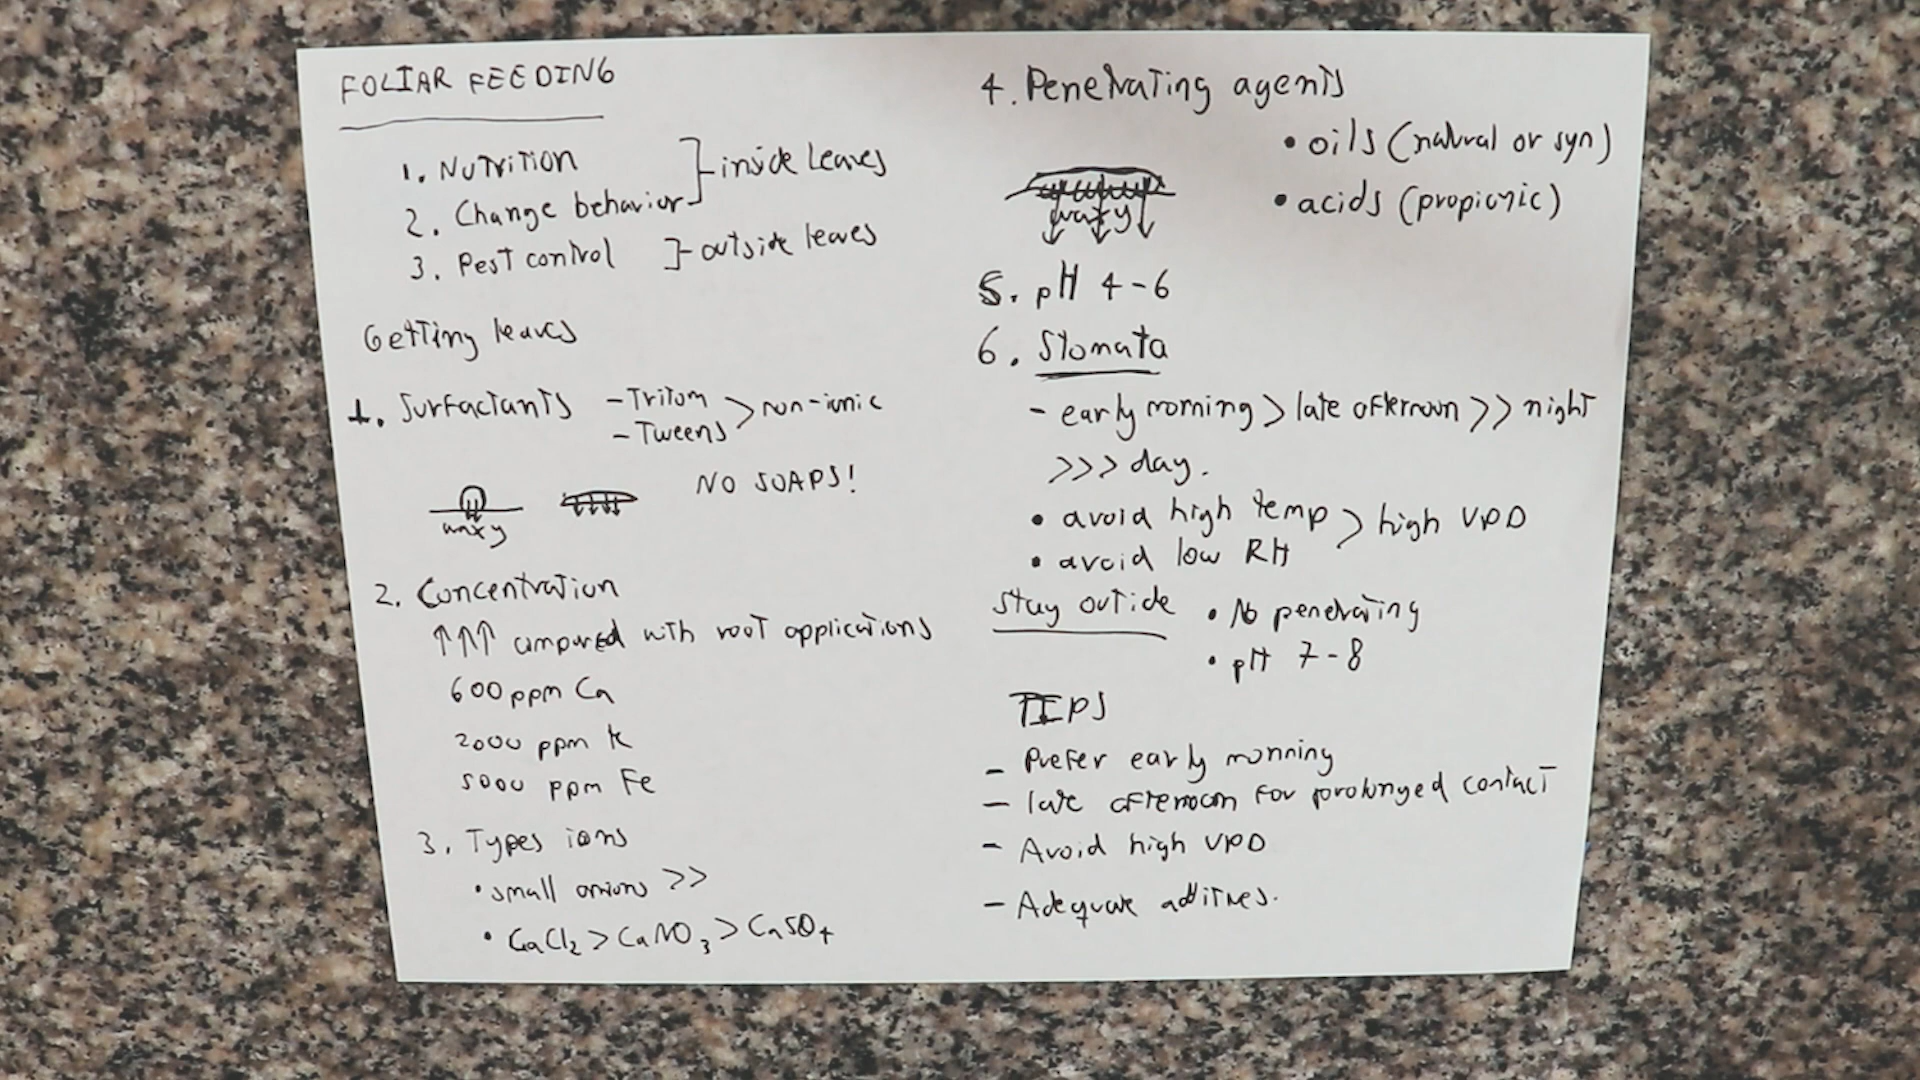 FOLIAR FEEDING
1. Nutrition
2. Change behavior
inside leaves
3. Pest control
outside leaves
Getting leaves
1. Surfactants
- Tritom
- Tweens
> non-ionic
NO SOAPS!
waxy
2. Concentration
↑↑↑ compared with root applications
600 ppm Ca
2000 ppm K
5000 ppm Fe
3. Types ions
• small anions >>
• CaCl2 > CaNO3 > CaSO4
4. Penetrating agents
• oils (natural or syn)
• acids (propionic)
waxy
5. pH 4-6
6. Stomata
- early morning > late afternoon >> night
>>> day.
• avoid high temp
• avoid low RH
> high VPD
Stay outide
• No penetrating
• pH 7-8
TIPS
- Prefer early morning
- late afternoon for prolonged contact
- Avoid high VPD
- Adequate additives.